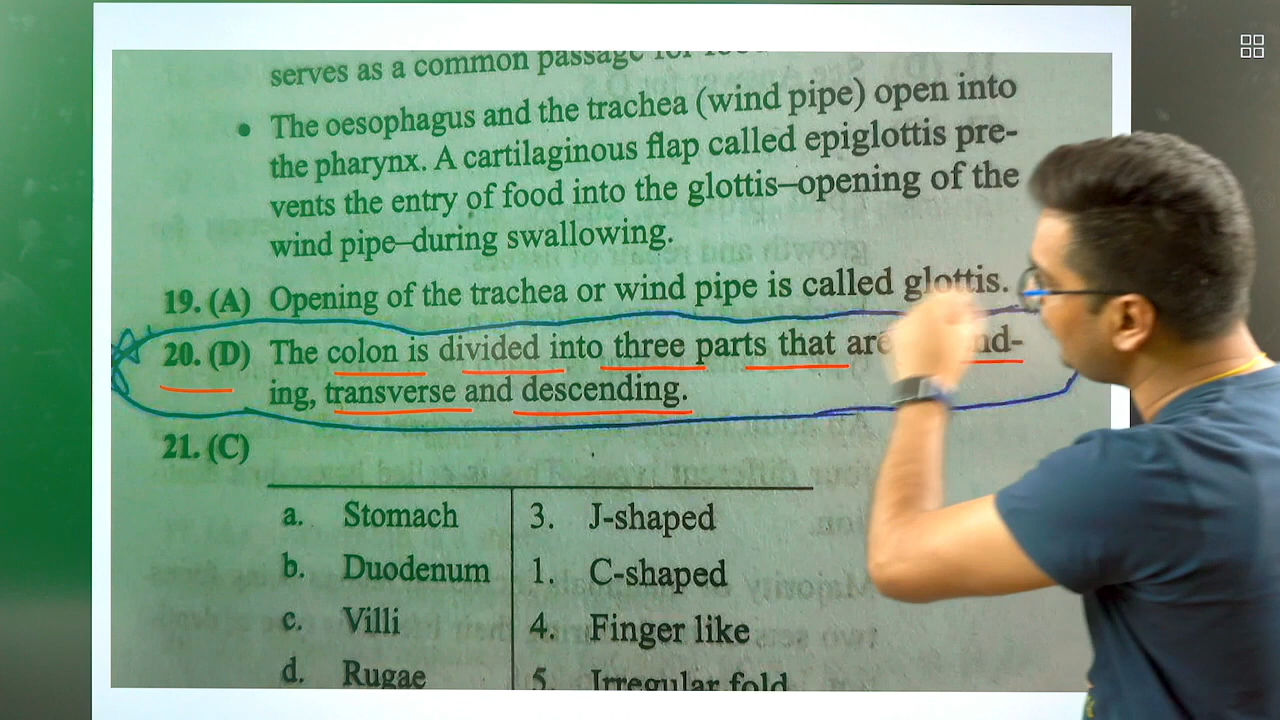 serves as a common passage for
• The oesophagus and the trachea (wind pipe) open into
the pharynx. A cartilaginous flap called epiglottis pre-
vents the entry of food into the glottis–opening of the
wind pipe–during swallowing.
19. (A) Opening of the trachea or wind pipe is called glottis.
20. (D) The colon is divided into three parts that are nd-
ing, transverse and descending.
21. (C)
a. Stomach 3. J-shaped
b. Duodenum 1. C-shaped
c. Villi 4. Finger like
d. Rugae 5. Irregular fold